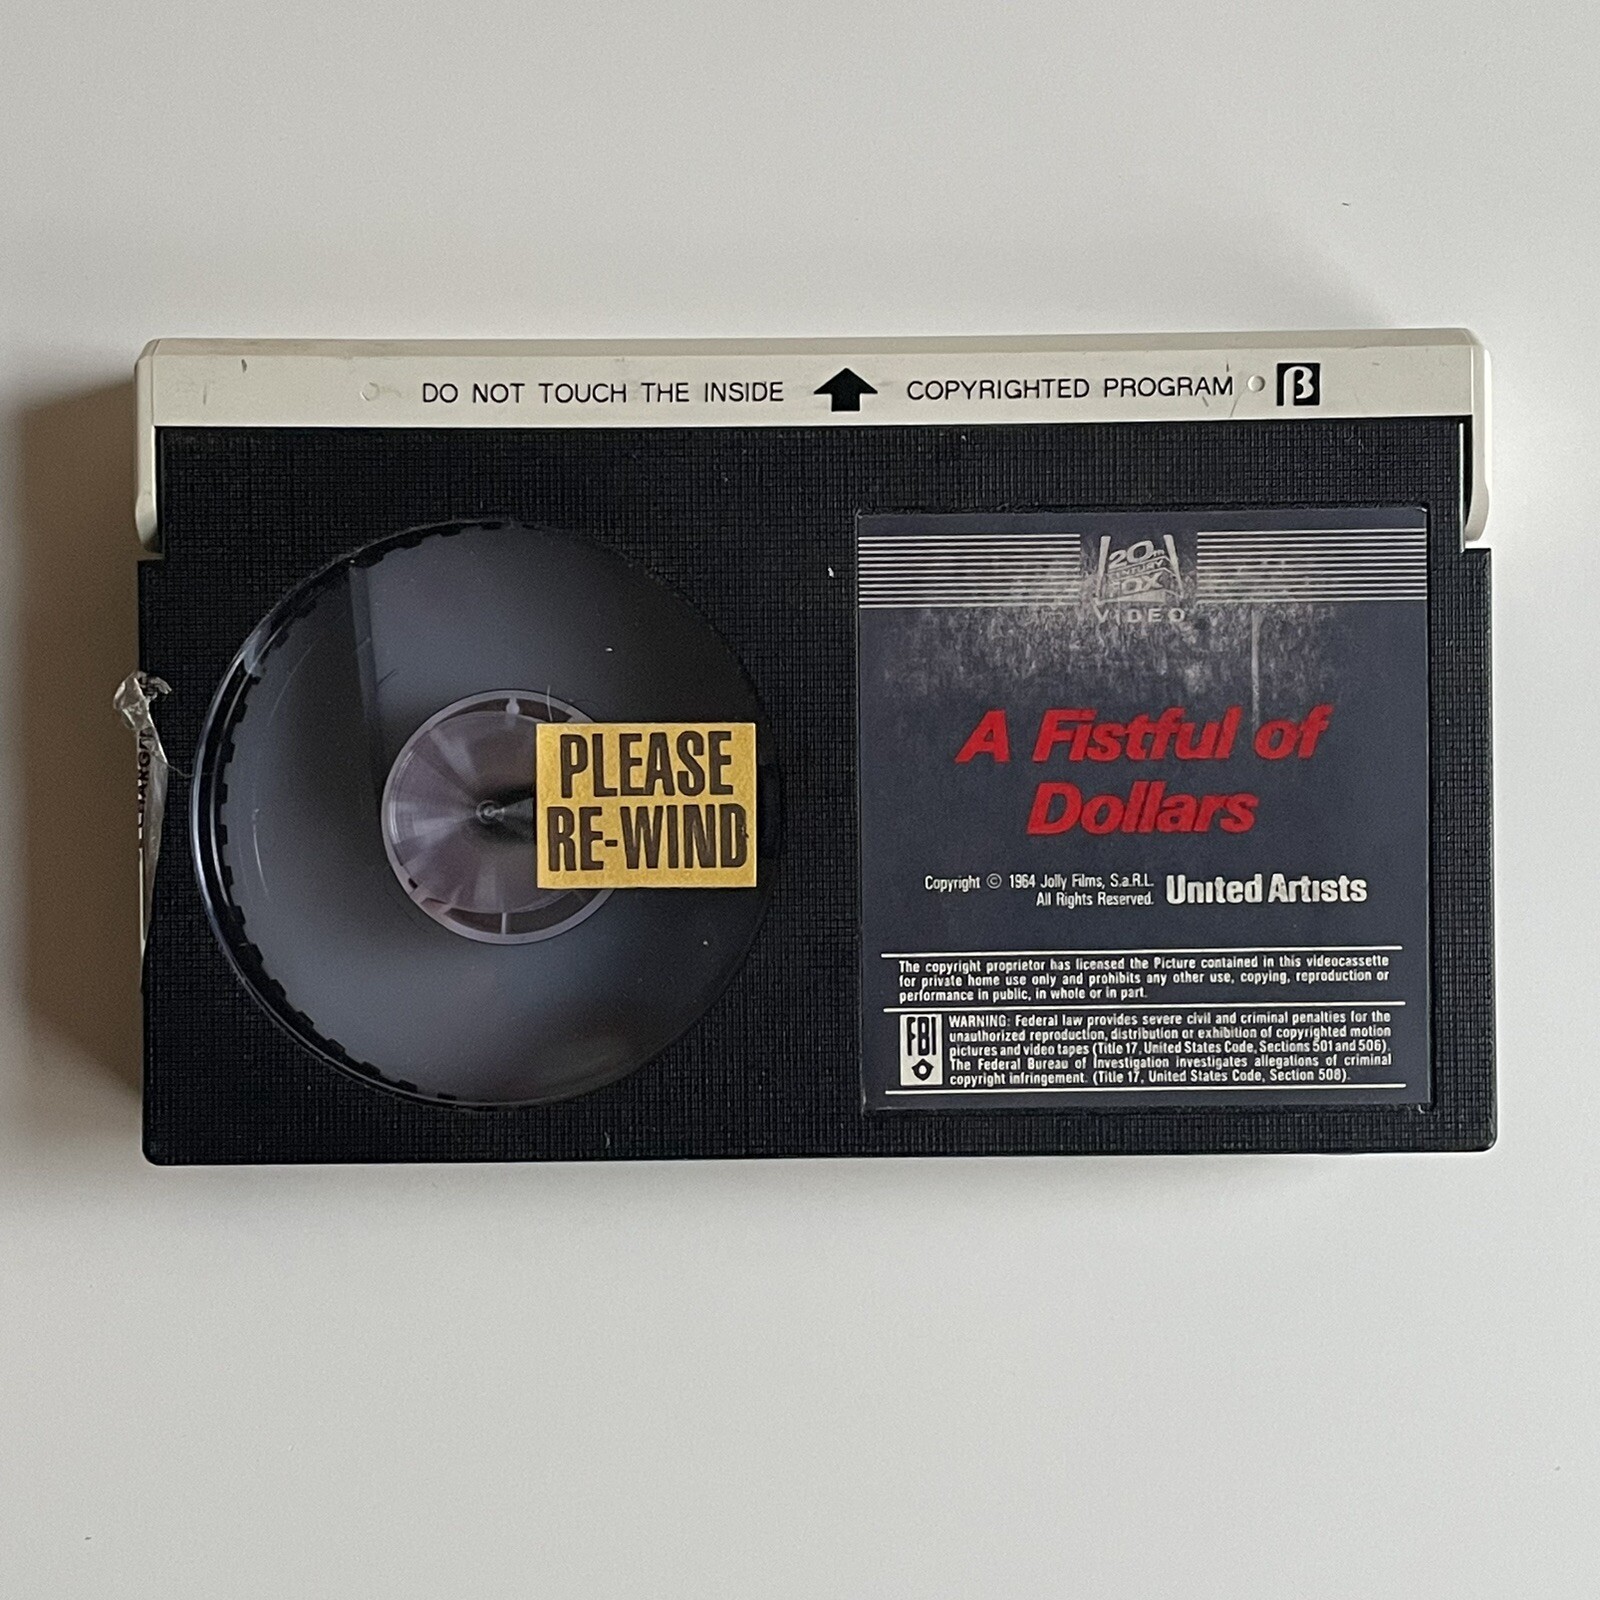 DO NOT TOUCH THE INSIDE COPYRIGHTED PROGRAM β
20th
CENTURY
FOX
VIDEO
PLEASE
RE-WIND
A Fistful of
Dollars
Copyright © 1964 Jolly Films, S.a.R.L.
All Rights Reserved.
United Artists
The copyright proprietor has licensed the Picture contained in this videocassette
for private home use only and prohibits any other use, copying, reproduction or
performance in public, in whole or in part.
FBI
WARNING: Federal law provides severe civil and criminal penalties for the
unauthorized reproduction, distribution or exhibition of copyrighted motion
pictures and video tapes (Title 17, United States Code, Sections 501 and 506).
The Federal Bureau of Investigation investigates allegations of criminal
copyright infringement. (Title 17, United States Code, Section 508).